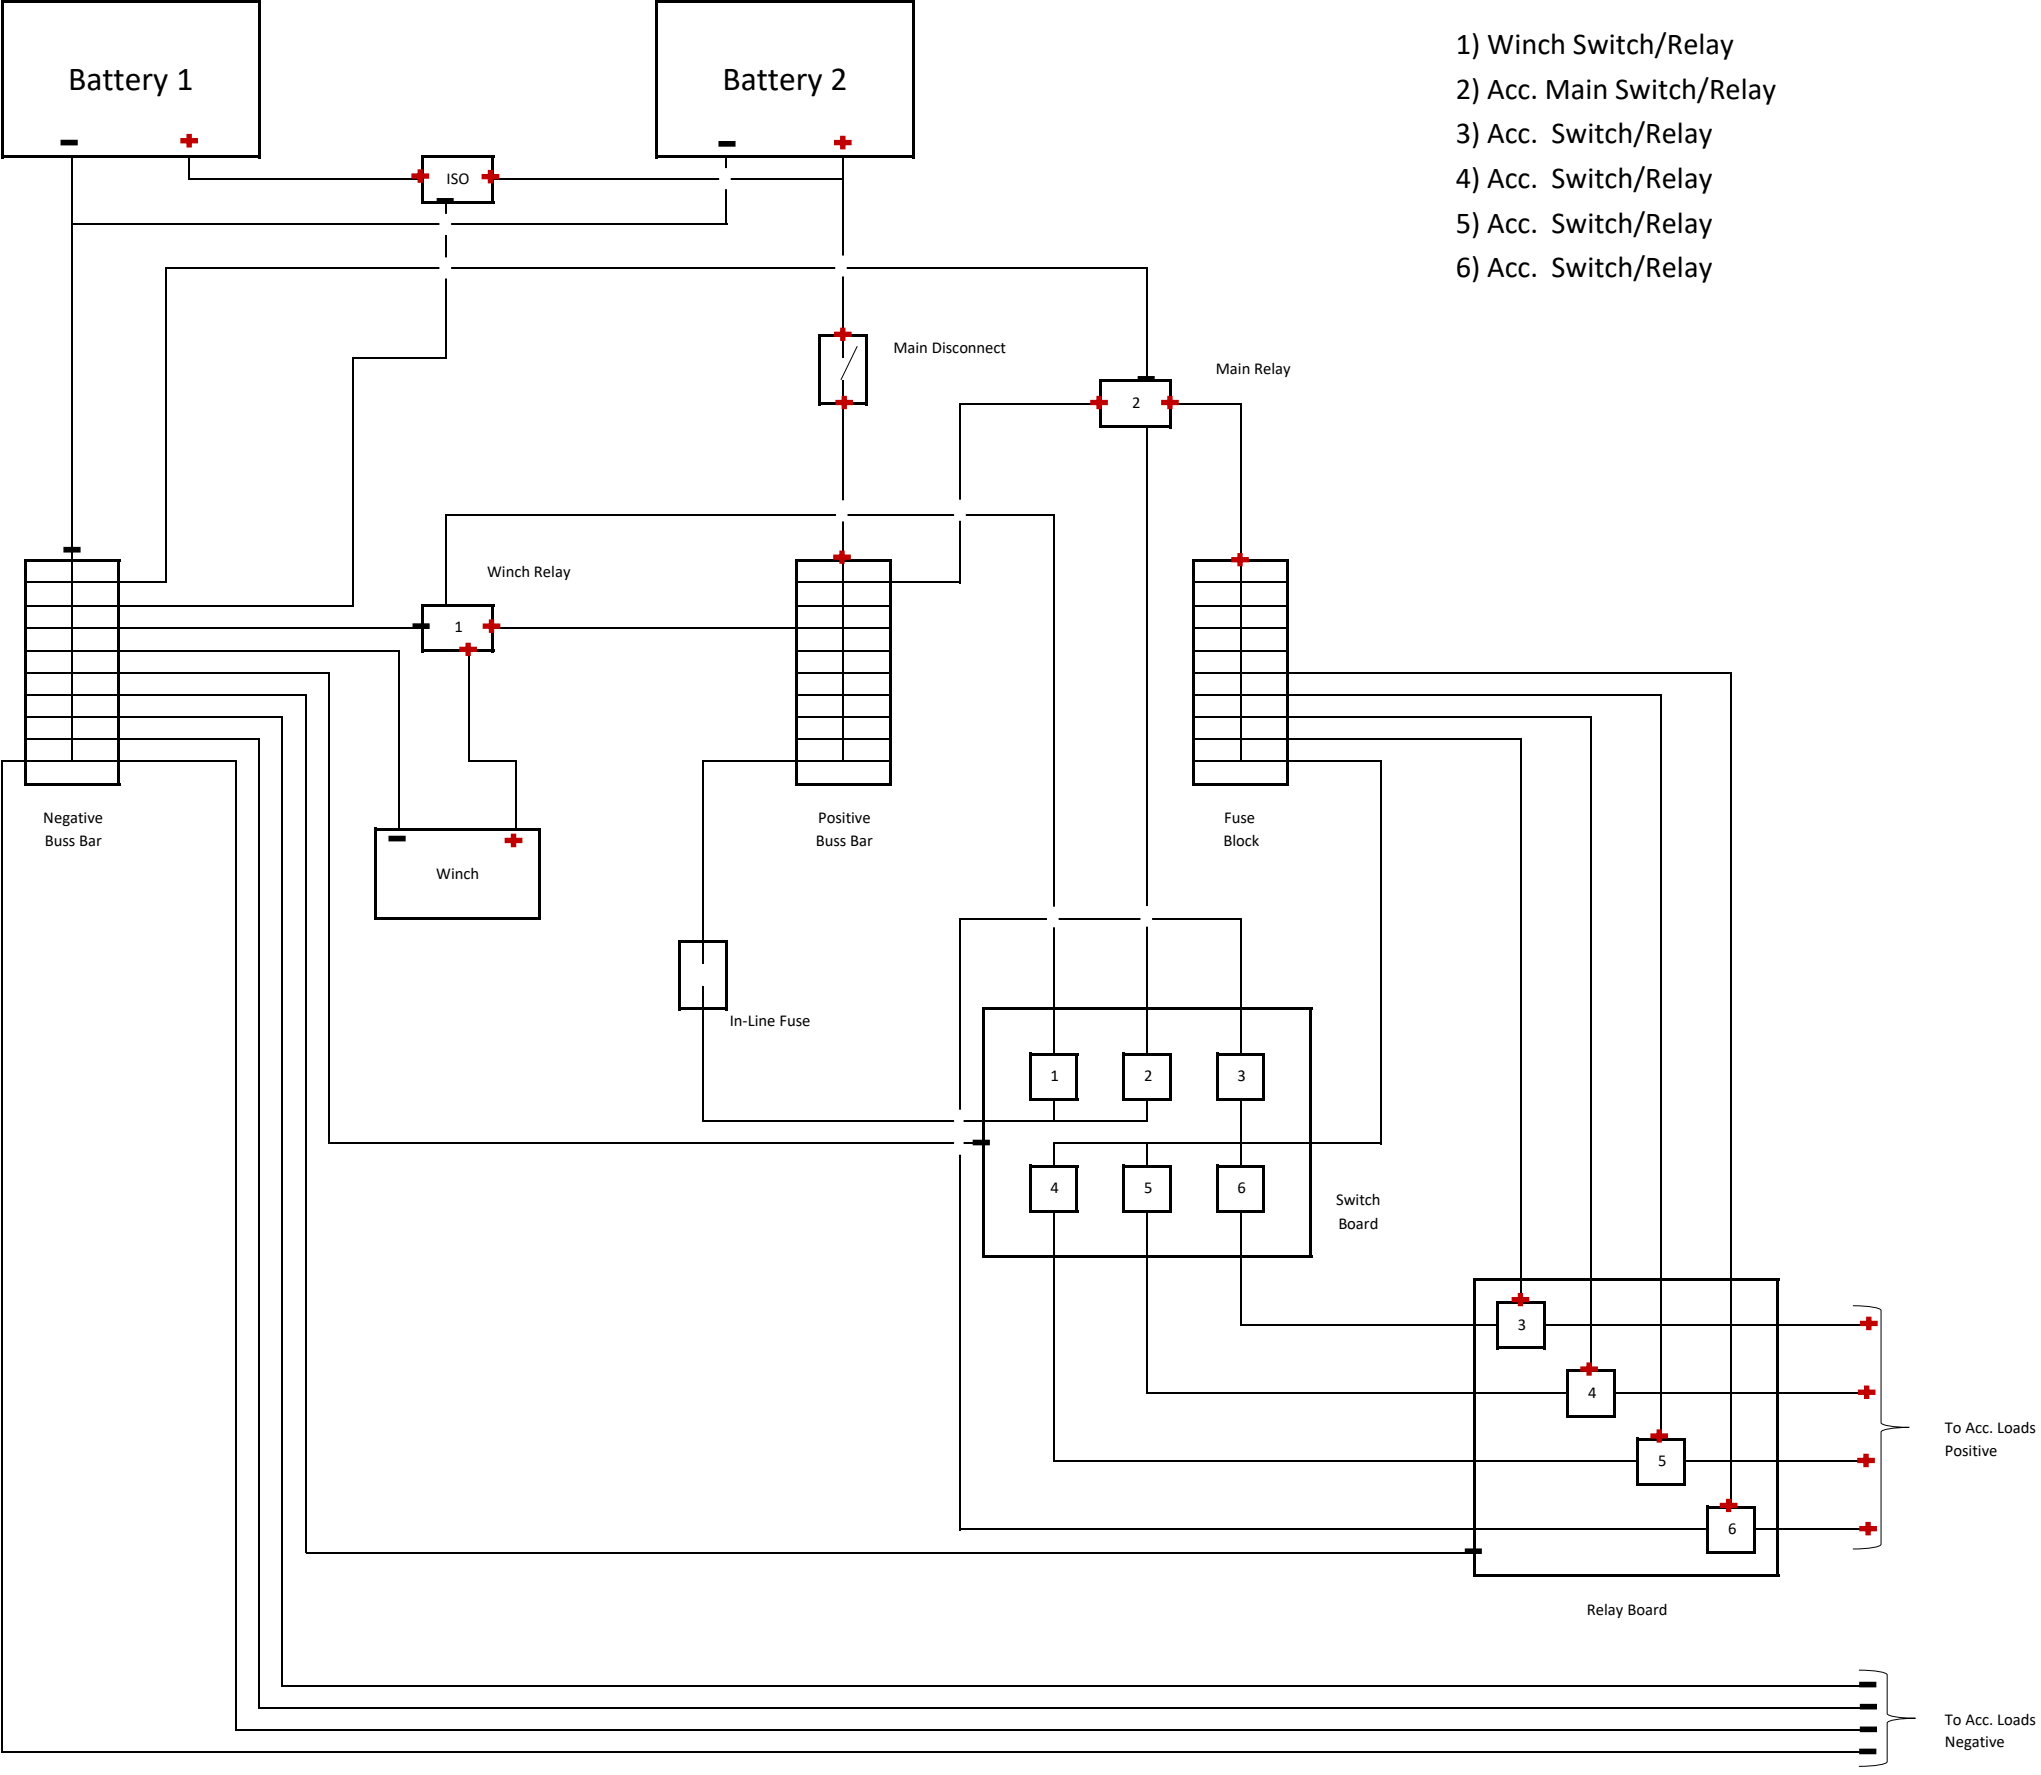 Battery 1
Battery 2
1) Winch Switch/Relay
2) Acc. Main Switch/Relay
3) Acc.  Switch/Relay
4) Acc.  Switch/Relay
5) Acc.  Switch/Relay
6) Acc.  Switch/Relay
ISO
Main Disconnect
Main Relay
2
Winch Relay
1
Negative
Buss Bar
Positive
Buss Bar
Fuse
Block
Winch
In-Line Fuse
1
2
3
4
5
6
Switch
Board
3
4
5
6
To Acc. Loads
Positive
Relay Board
To Acc. Loads
Negative